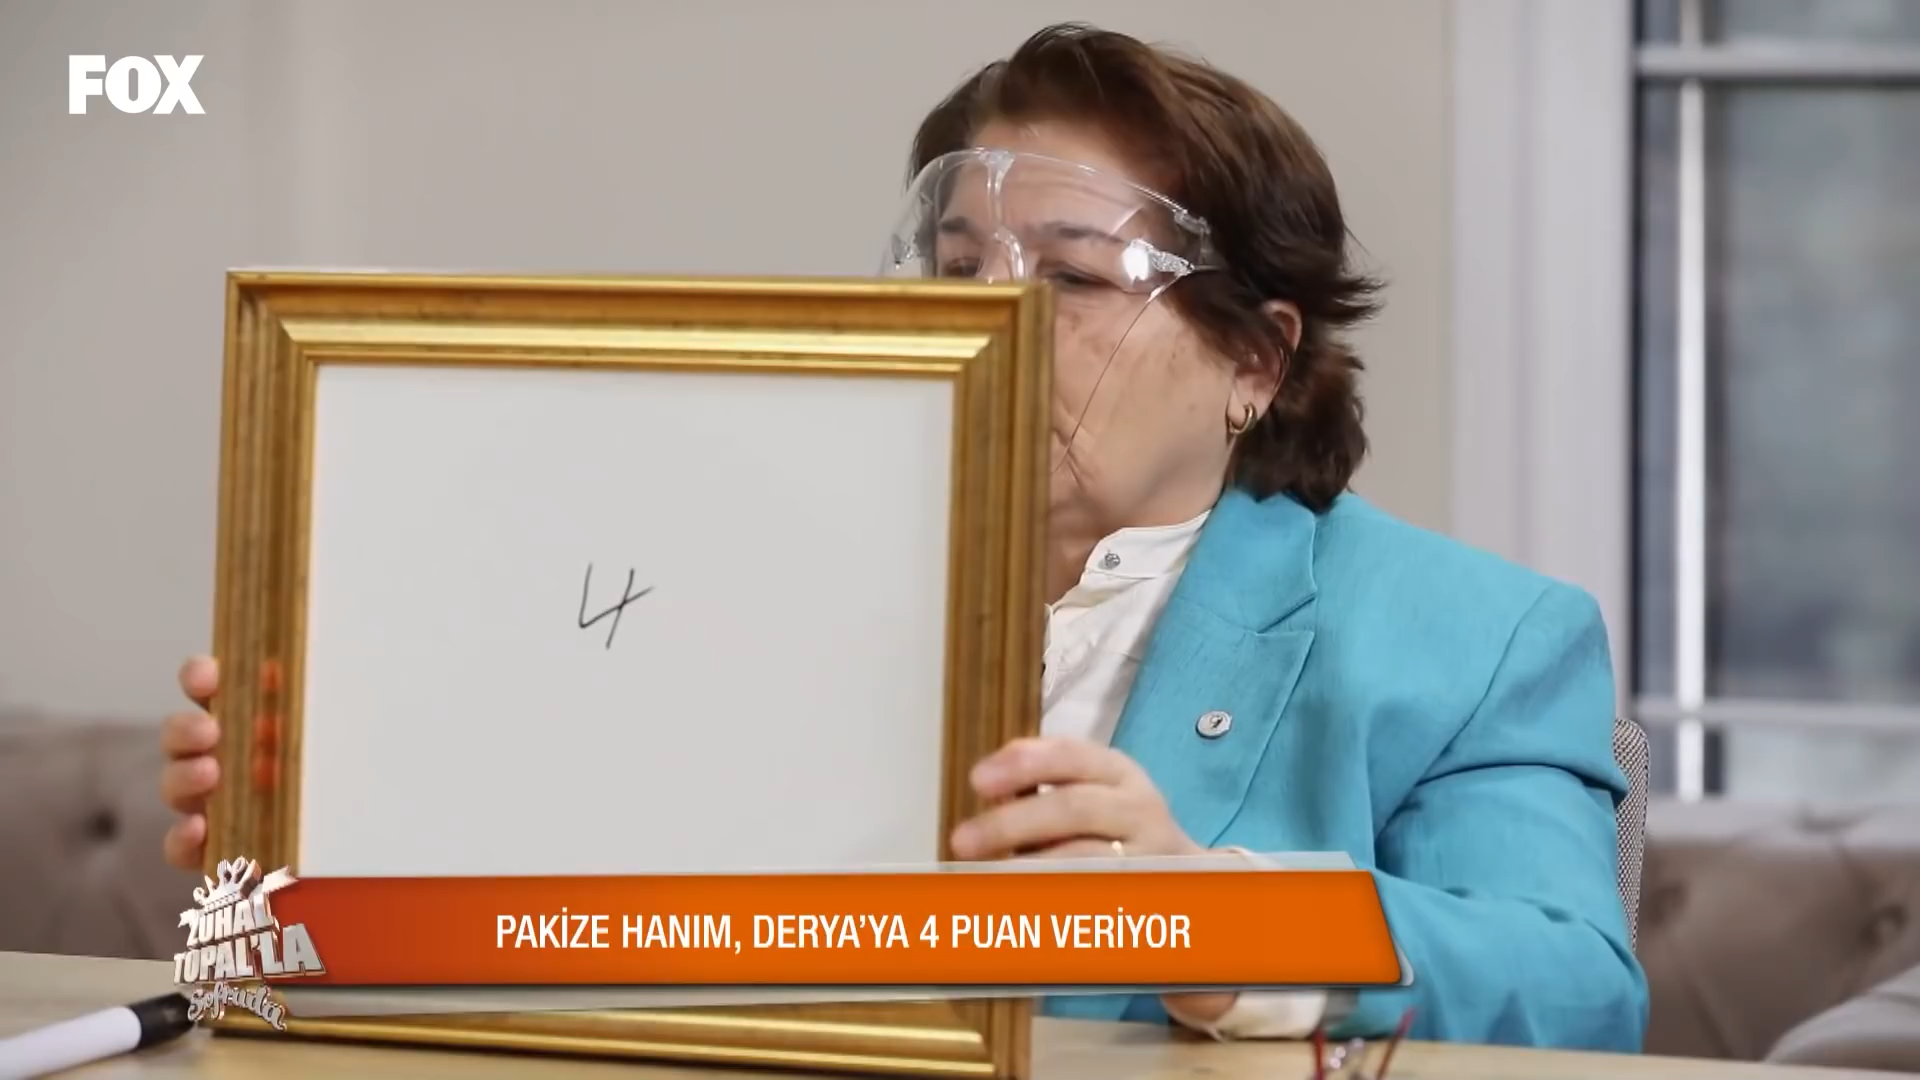 FOX
4
ZUHAL
TOPAL'LA
Sofrada
PAKİZE HANIM, DERYA'YA 4 PUAN VERİYOR